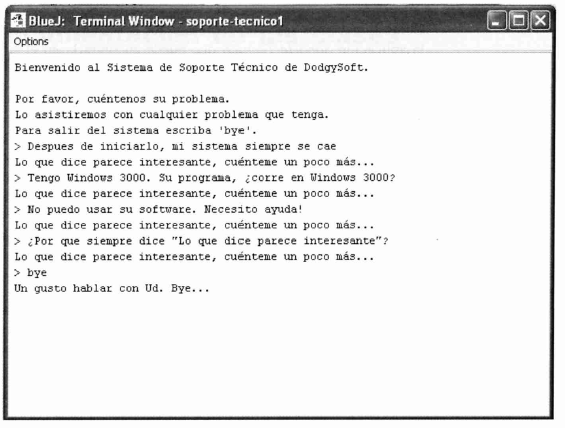 BlueJ: Terminal Window - soporte-tecnico1
Options
Bienvenido al Sistema de Soporte Técnico de DodgySoft.
Por favor, cuéntenos su problema.
Lo asistiremos con cualquier problema que tenga.
Para salir del sistema escriba 'bye'.
> Despues de iniciarlo, mi sistema siempre se cae
Lo que dice parece interesante, cuénteme un poco más...
> Tengo Windows 3000. Su programa, ¿corre en Windows 3000?
Lo que dice parece interesante, cuénteme un poco más...
> No puedo usar su software. Necesito ayuda!
Lo que dice parece interesante, cuénteme un poco más...
> ¿Por que siempre dice "Lo que dice parece interesante"?
Lo que dice parece interesante, cuénteme un poco más...
> bye
Un gusto hablar con Ud. Bye...